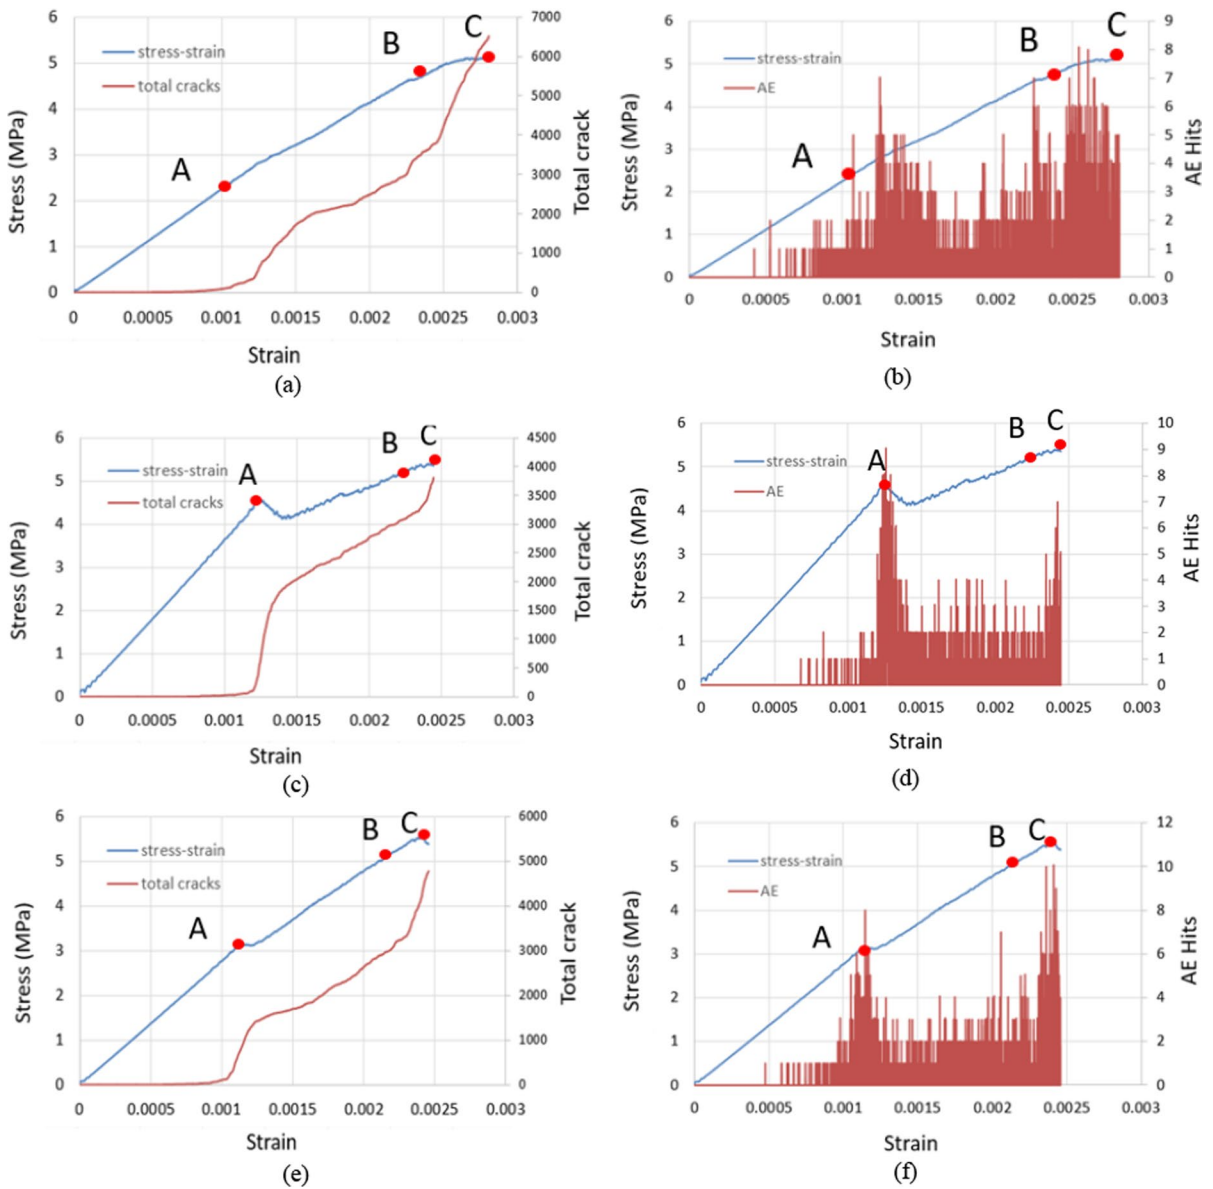 6
5
4
3
2
1
0
Stress (MPa)
stress-strain
total cracks
A
B
C
7000
6000
5000
4000
3000
2000
1000
0
Total crack
0 0.0005 0.001 0.0015 0.002 0.0025 0.003
Strain
(a)
6
5
4
3
2
1
0
Stress (MPa)
stress-strain
AE
A
B
C
9
8
7
6
5
4
3
2
1
0
AE Hits
0 0.0005 0.001 0.0015 0.002 0.0025 0.003
Strain
(b)
6
5
4
3
2
1
0
Stress (MPa)
stress-strain
total cracks
A
B
C
4500
4000
3500
3000
2500
2000
1500
1000
500
0
Total crack
0 0.0005 0.001 0.0015 0.002 0.0025 0.003
Strain
(c)
6
5
4
3
2
1
0
Stress (MPa)
stress-strain
AE
A
B
C
10
9
8
7
6
5
4
3
2
1
0
AE Hits
0 0.0005 0.001 0.0015 0.002 0.0025 0.003
Strain
(d)
6
5
4
3
2
1
0
Stress (MPa)
stress-strain
total cracks
A
B
C
6000
5000
4000
3000
2000
1000
0
Total crack
0 0.0005 0.001 0.0015 0.002 0.0025 0.003
Strain
(e)
6
5
4
3
2
1
0
Stress (MPa)
stress-strain
AE
A
B
C
12
10
8
6
4
2
0
AE Hits
0 0.0005 0.001 0.0015 0.002 0.0025 0.003
Strain
(f)